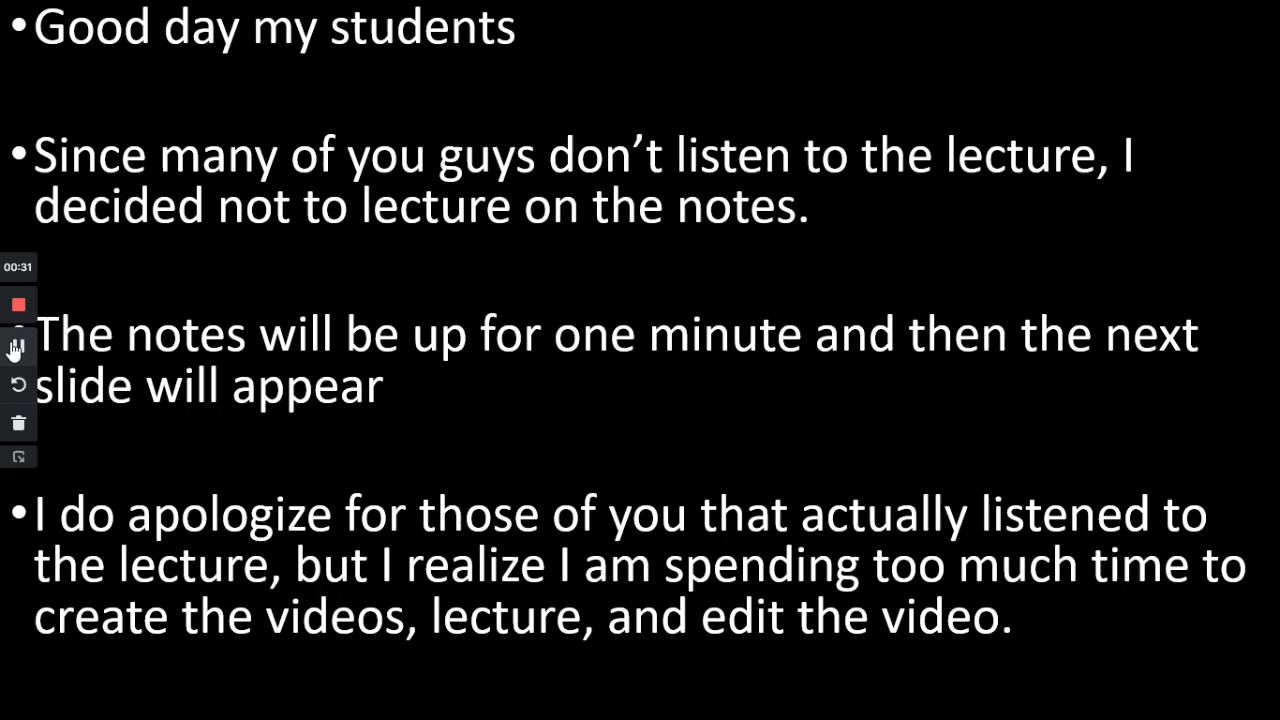 •Good day my students
•Since many of you guys don’t listen to the lecture, I
decided not to lecture on the notes.
00:31
•The notes will be up for one minute and then the next
slide will appear
•I do apologize for those of you that actually listened to
the lecture, but I realize I am spending too much time to
create the videos, lecture, and edit the video.